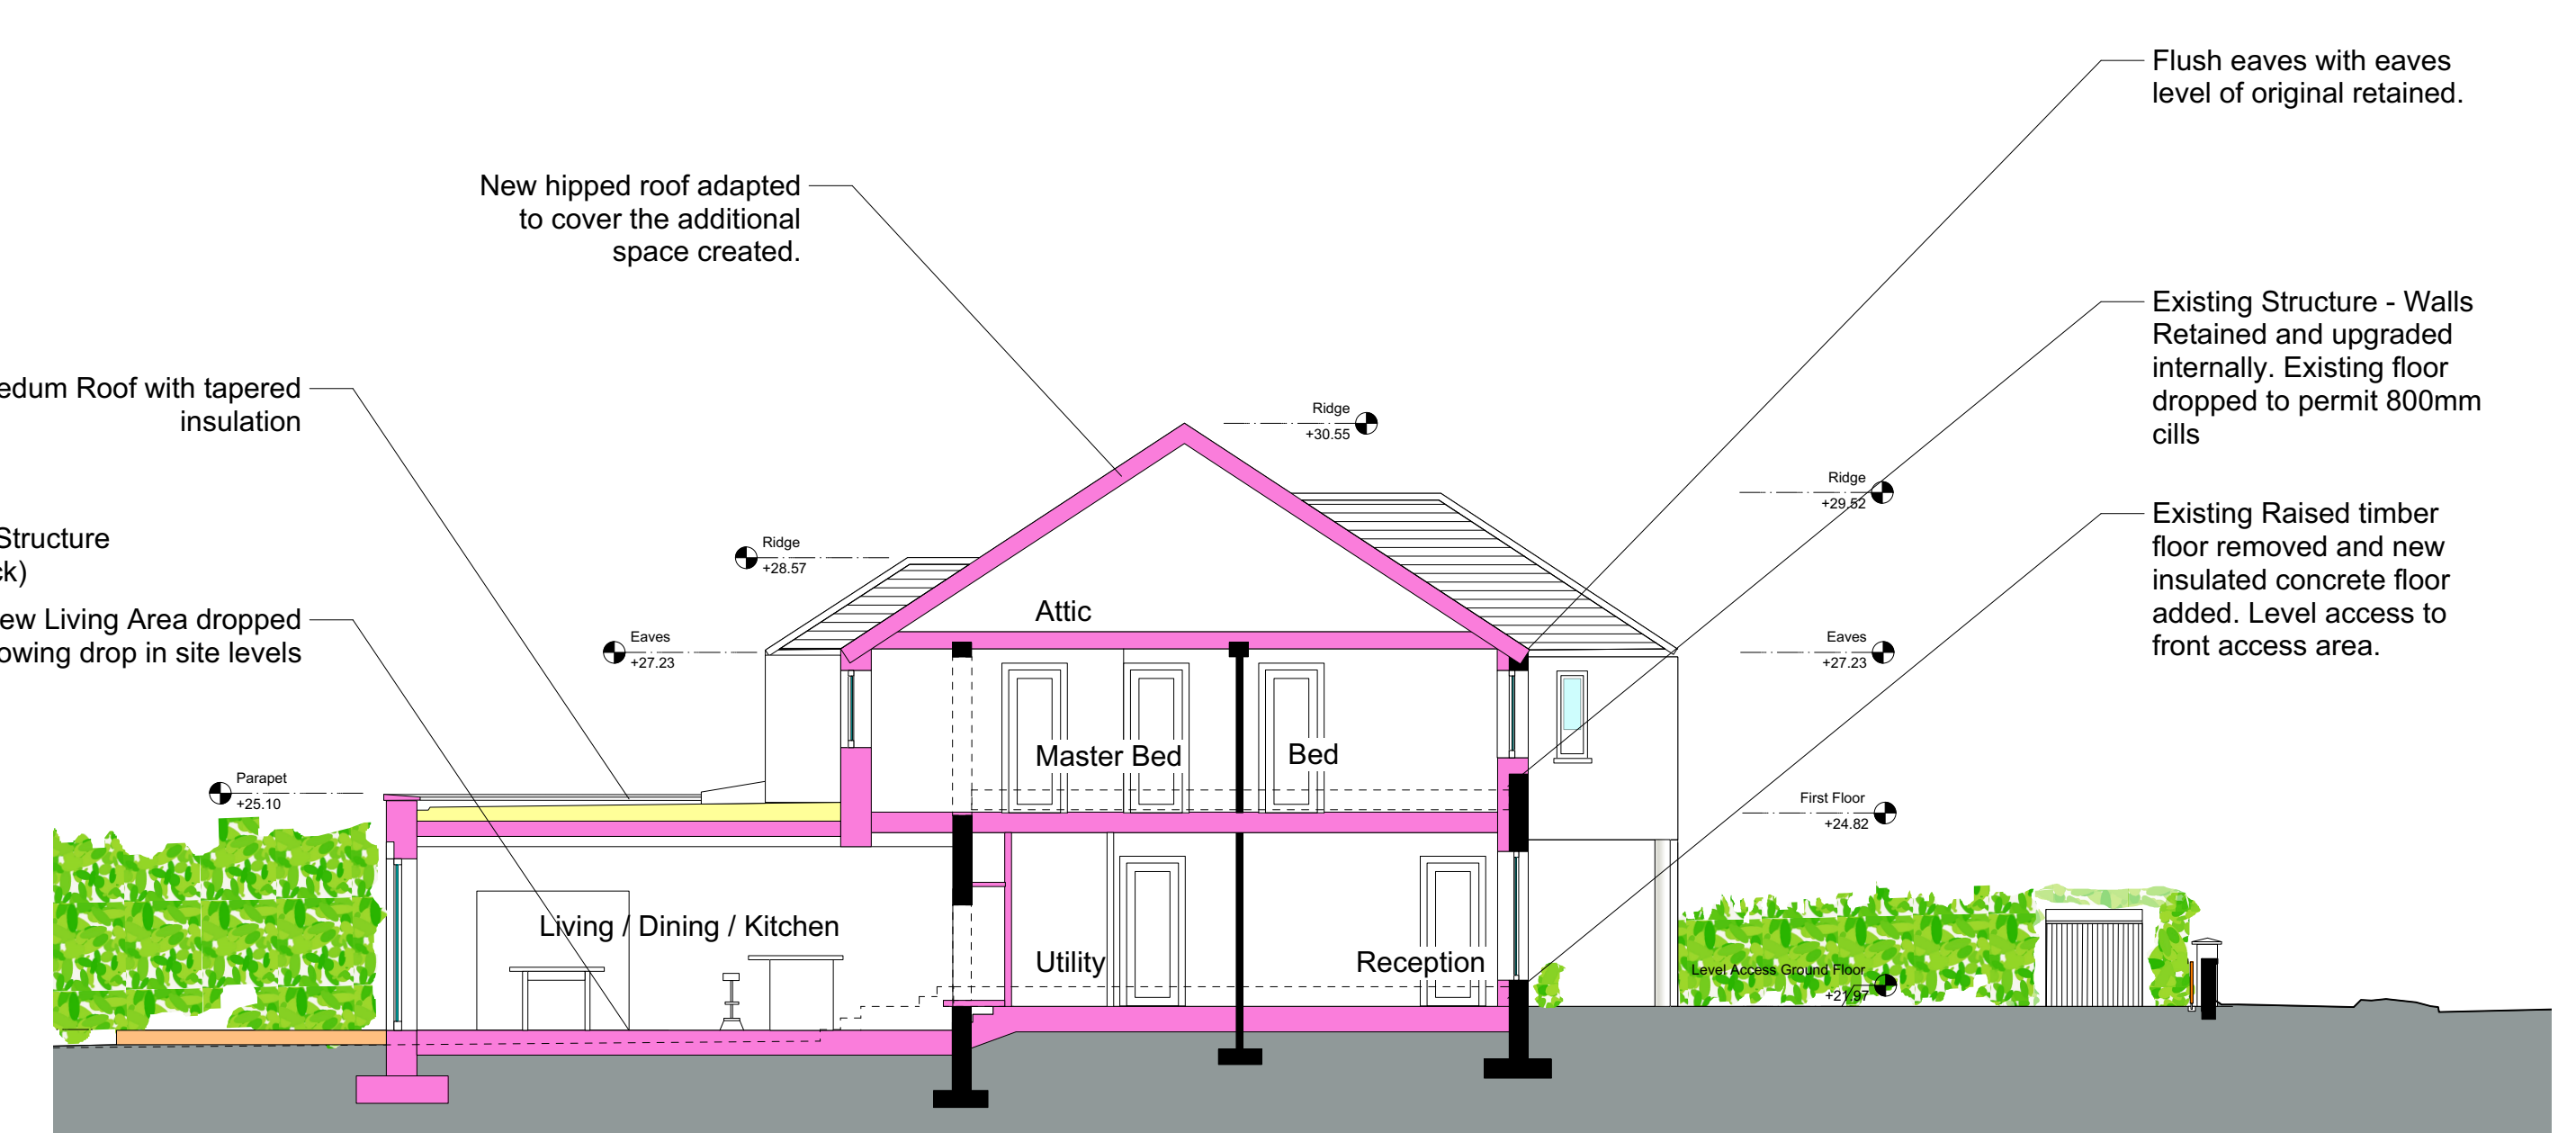 Flush eaves with eaves
level of original retained.
New hipped roof adapted
to cover the additional
space created.
Existing Structure - Walls
Retained and upgraded
internally. Existing floor
dropped to permit 800mm
cills
edum Roof with tapered
insulation
Ridge
+30.55
Ridge
+29.52
Existing Raised timber
floor removed and new
insulated concrete floor
added. Level access to
front access area.
Structure
ck)
Ridge
+28.57
ew Living Area dropped
owing drop in site levels
Attic
Eaves
+27.23
Eaves
+27.23
Master Bed
Bed
Parapet
+25.10
First Floor
+24.82
Living / Dining / Kitchen
Utility
Reception
Level Access Ground Floor
+21.97